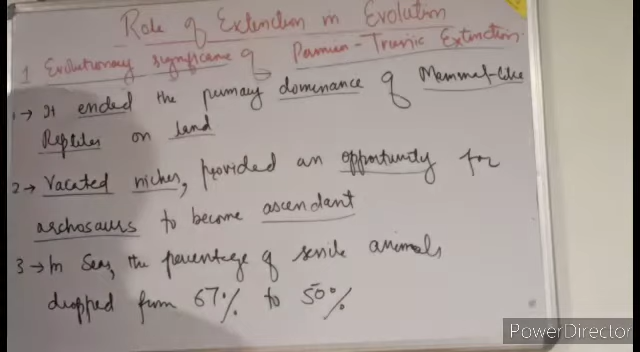 Role of Extinction in Evolution
1 Evolutionary significance of Permian-Triassic Extinction.
1→ It ended the primary dominance of Mammal-like
Reptiles on land
2→ Vacated niches, provided an opportunity for
archosaurs to become ascendant
3→ In Seas, the percentage of sessile animals
dropped from 67% to 50%
PowerDirector